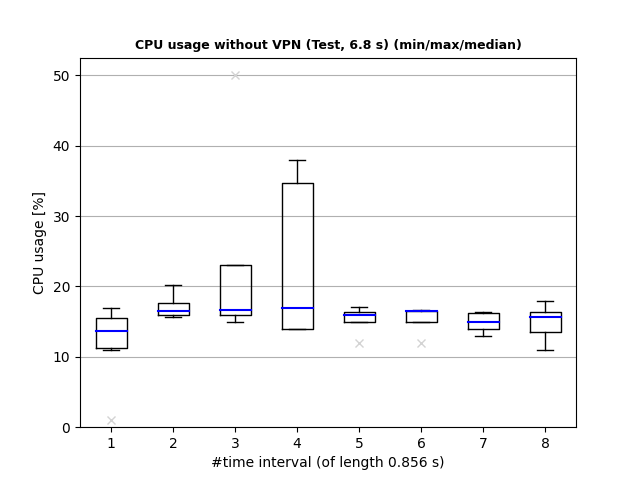 CPU usage without VPN (Test, 6.8 s) (min/max/median)
50
40
30
20
10
0
CPU usage [%]
1 2 3 4 5 6 7 8
#time interval (of length 0.856 s)